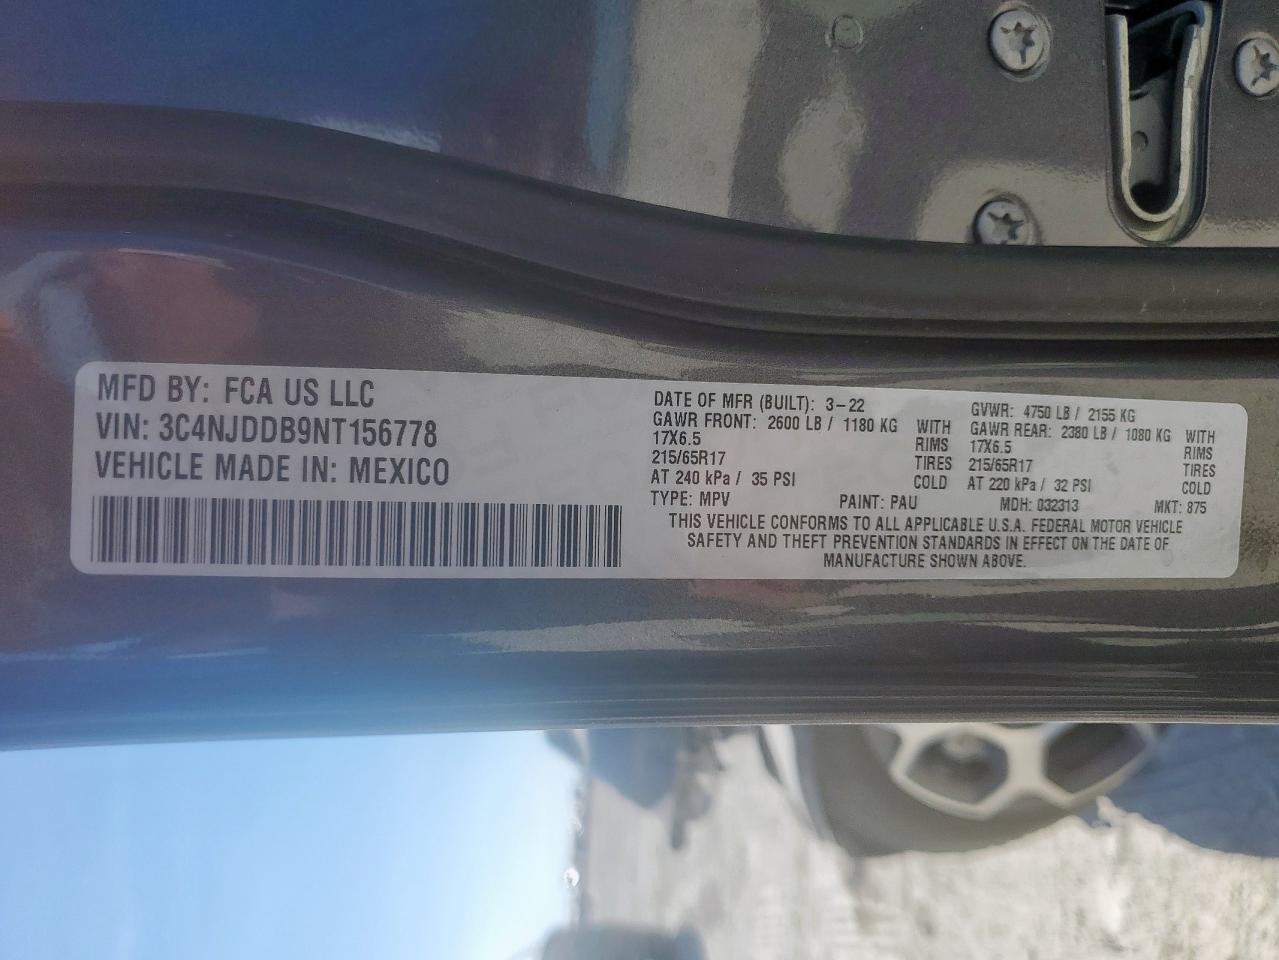 MFD BY: FCA US LLC
VIN: 3C4NJDDB9NT156778
VEHICLE MADE IN: MEXICO
DATE OF MFR (BUILT): 3-22
GAWR FRONT: 2600 LB / 1180 KG WITH
17X6.5 RIMS
215/65R17 TIRES
AT 240 kPa / 35 PSI COLD
GVWR: 4750 LB / 2155 KG
GAWR REAR: 2380 LB / 1080 KG WITH
17X6.5 RIMS
215/65R17 TIRES
AT 220 kPa / 32 PSI COLD
TYPE: MPV PAINT: PAU MDH: 032313 MKT: 875
THIS VEHICLE CONFORMS TO ALL APPLICABLE U.S.A. FEDERAL MOTOR VEHICLE
SAFETY AND THEFT PREVENTION STANDARDS IN EFFECT ON THE DATE OF
MANUFACTURE SHOWN ABOVE.